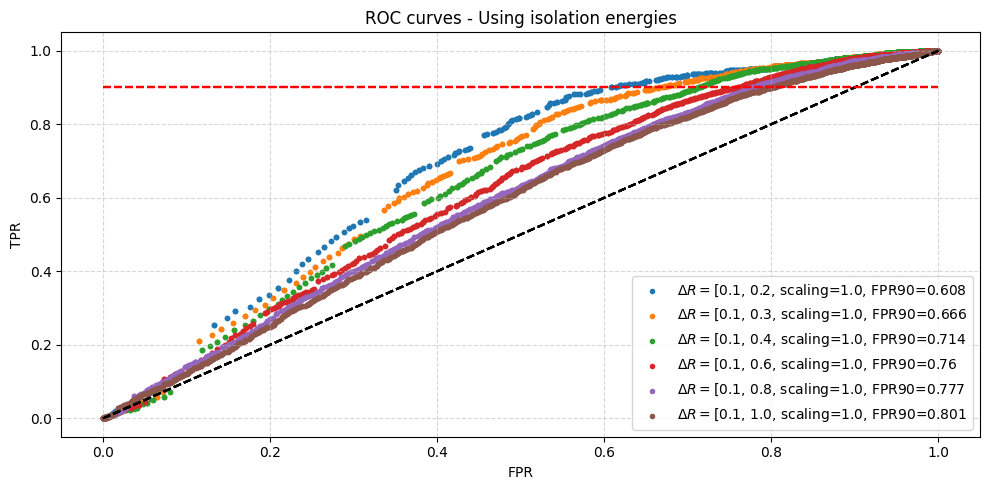 ROC curves - Using isolation energies
TPR
1.0
0.8
0.6
0.4
0.2
0.0
ΔR = [0.1, 0.2, scaling=1.0, FPR90=0.608
ΔR = [0.1, 0.3, scaling=1.0, FPR90=0.666
ΔR = [0.1, 0.4, scaling=1.0, FPR90=0.714
ΔR = [0.1, 0.6, scaling=1.0, FPR90=0.76
ΔR = [0.1, 0.8, scaling=1.0, FPR90=0.777
ΔR = [0.1, 1.0, scaling=1.0, FPR90=0.801
0.0 0.2 0.4 0.6 0.8 1.0
FPR